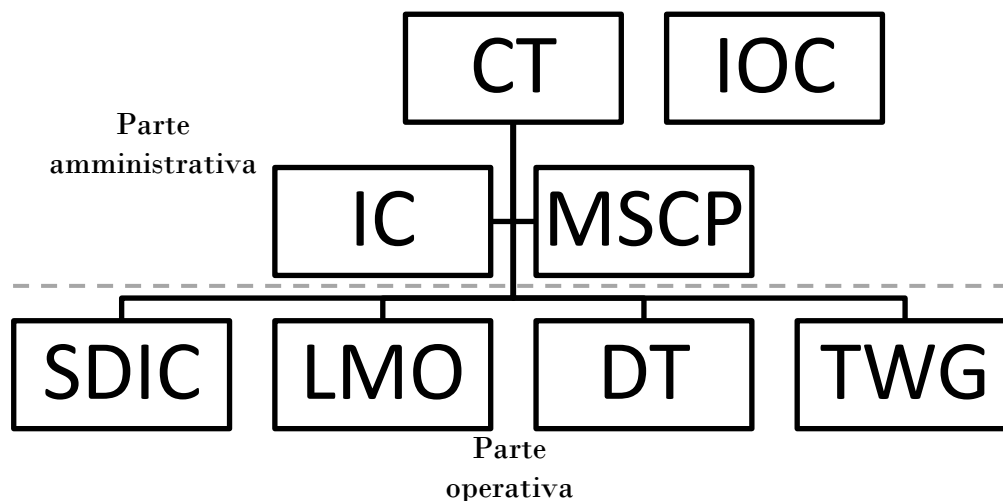 CT IOC
Parte
amministrativa
IC MSCP
SDIC LMO DT TWG
Parte
operativa